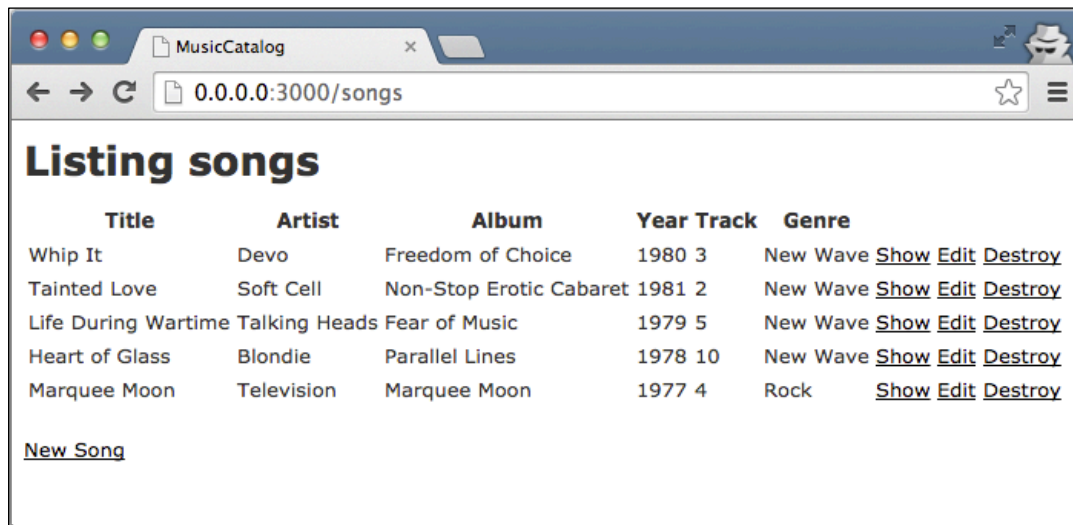 MusicCatalog
0.0.0.0:3000/songs
Listing songs
Title Artist Album Year Track Genre
Whip It Devo Freedom of Choice 1980 3 New Wave Show Edit Destroy
Tainted Love Soft Cell Non-Stop Erotic Cabaret 1981 2 New Wave Show Edit Destroy
Life During Wartime Talking Heads Fear of Music 1979 5 New Wave Show Edit Destroy
Heart of Glass Blondie Parallel Lines 1978 10 New Wave Show Edit Destroy
Marquee Moon Television Marquee Moon 1977 4 Rock Show Edit Destroy
New Song